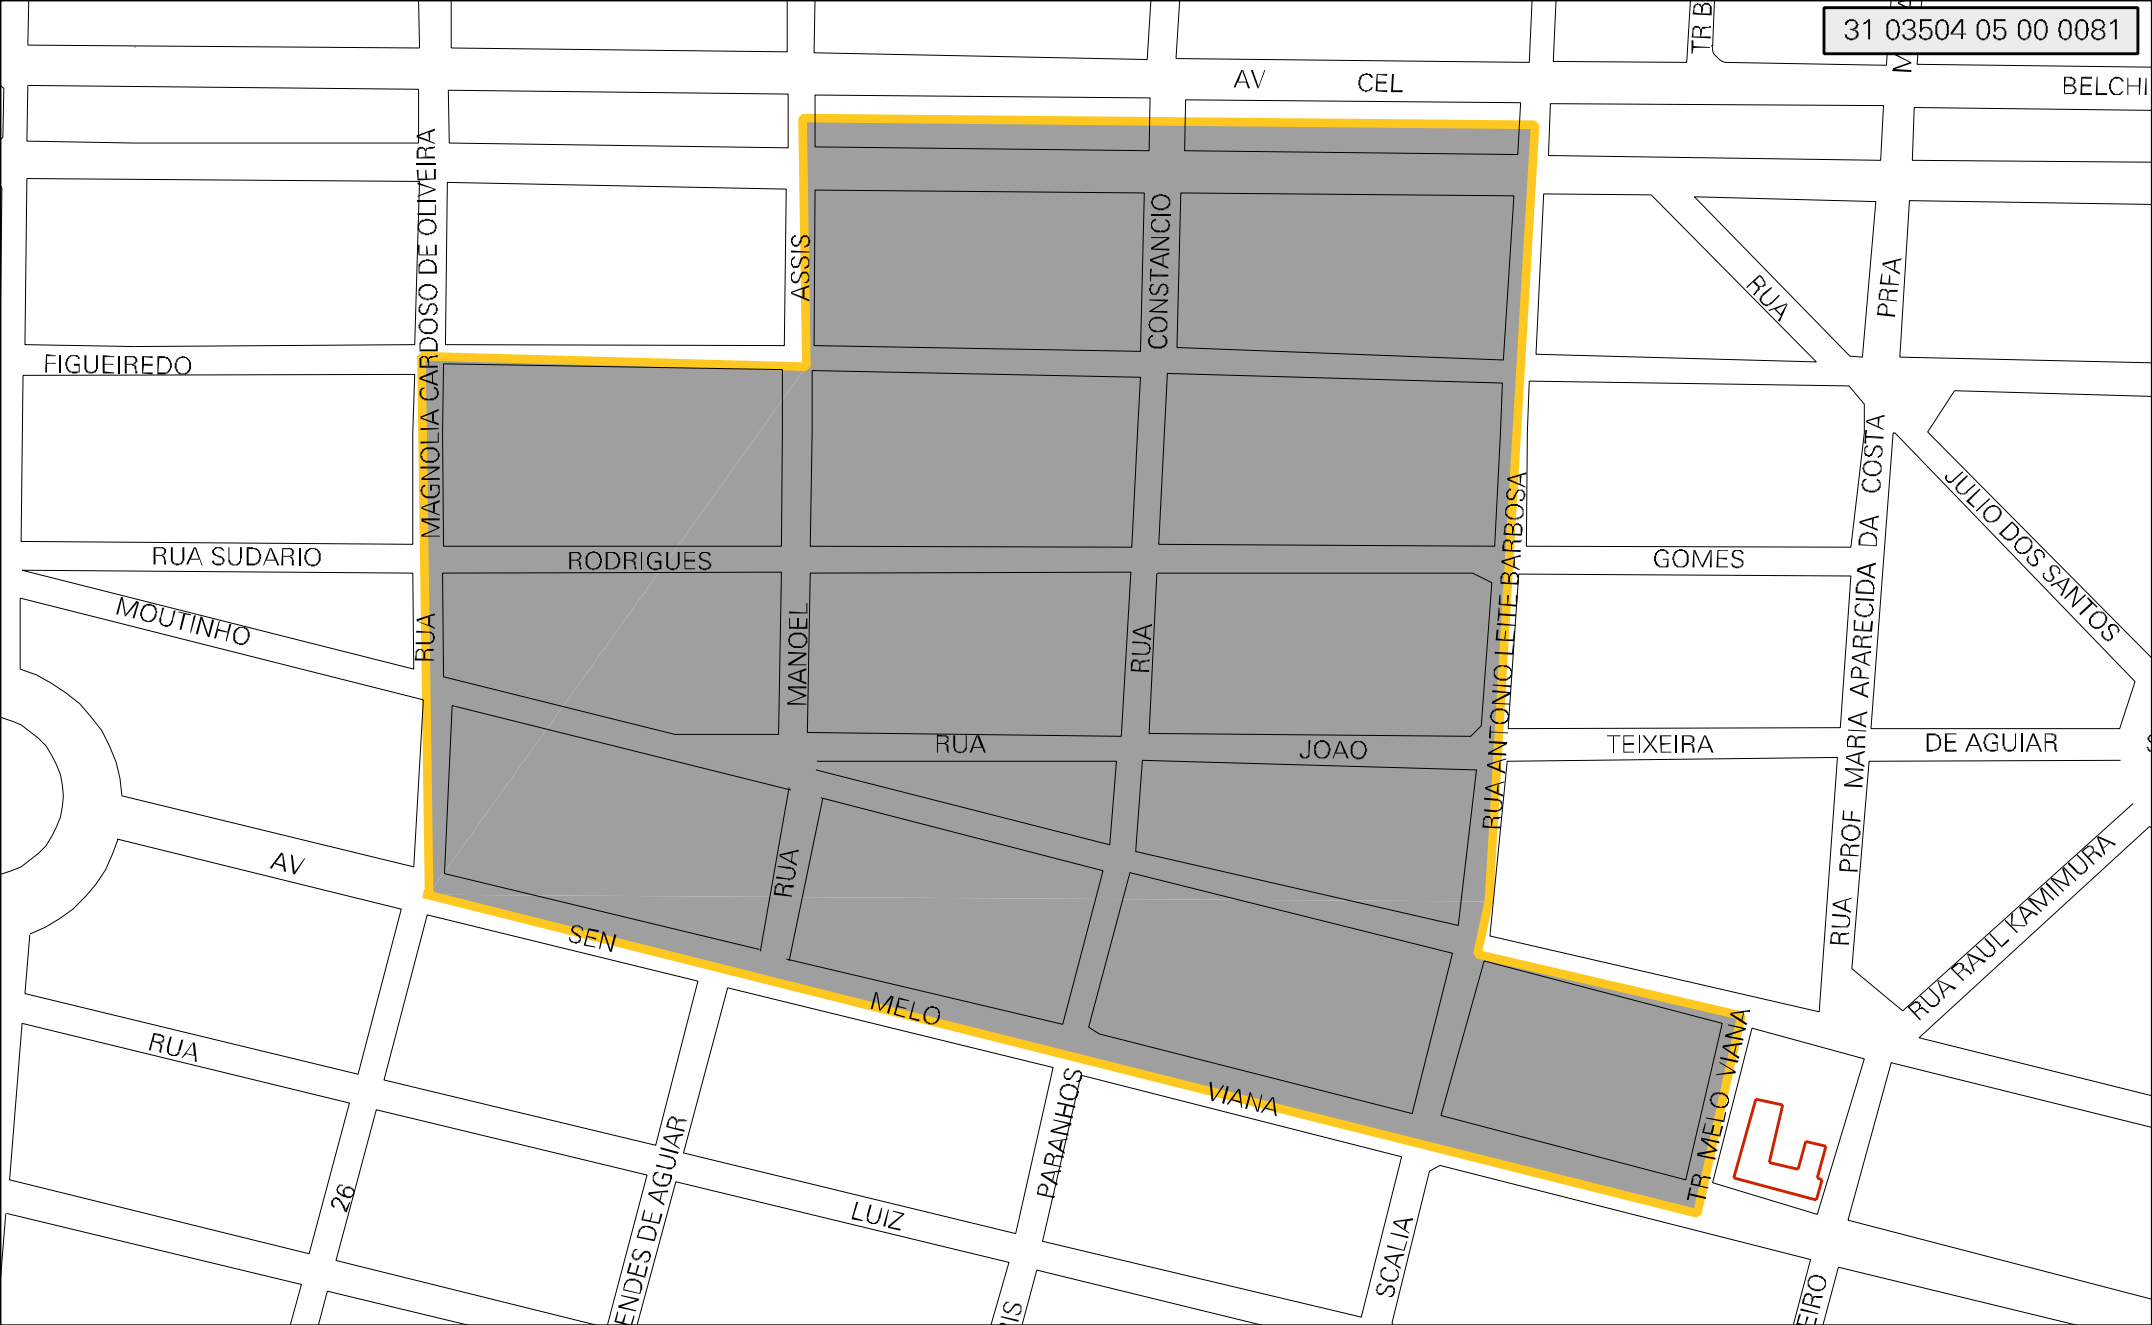 TR B
31 03504 05 00 0081
AV CEL BELCHI
RUA MAGNOLIA CARDOSO DE OLIVEIRA
ASSIS
CONSTANCIO
RUA
PRFA
FIGUEIREDO
RUA SUDARIO RODRIGUES GOMES
RUA ANTONIO LEITE BARBOSA
RUA PROF MARIA APARECIDA DA COSTA
JULIO DOS SANTOS
MOUTINHO
MANOEL
RUA
RUA JOAO TEIXEIRA DE AGUIAR
RUA
RUA RAUL KAMIMURA
AV SEN MELO VIANA
TR MELO VIANA
RUA
26
ENDES DE AGUIAR
LUIZ
PARANHOS
SCALIA
EIRO